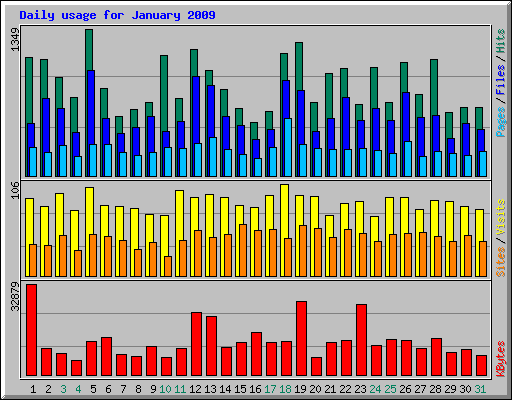 Daily usage for January 2009
1349
Pages / Files / Hits
106
Sites / Visits
32879
KBytes
1 2 3 4 5 6 7 8 9 10 11 12 13 14 15 16 17 18 19 20 21 22 23 24 25 26 27 28 29 30 31